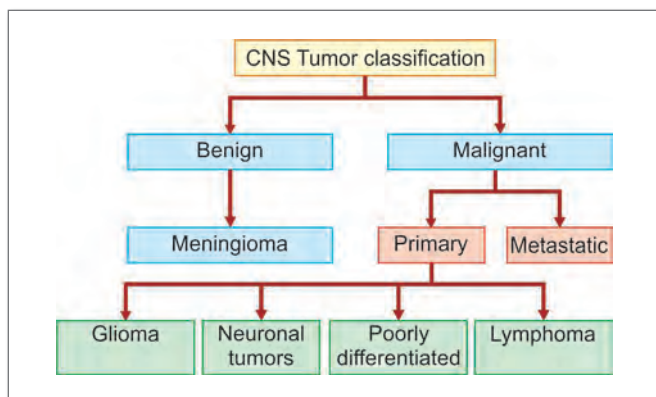 CNS Tumor classification
Benign
Malignant
Meningioma
Primary
Metastatic
Glioma
Neuronal
tumors
Poorly
differentiated
Lymphoma